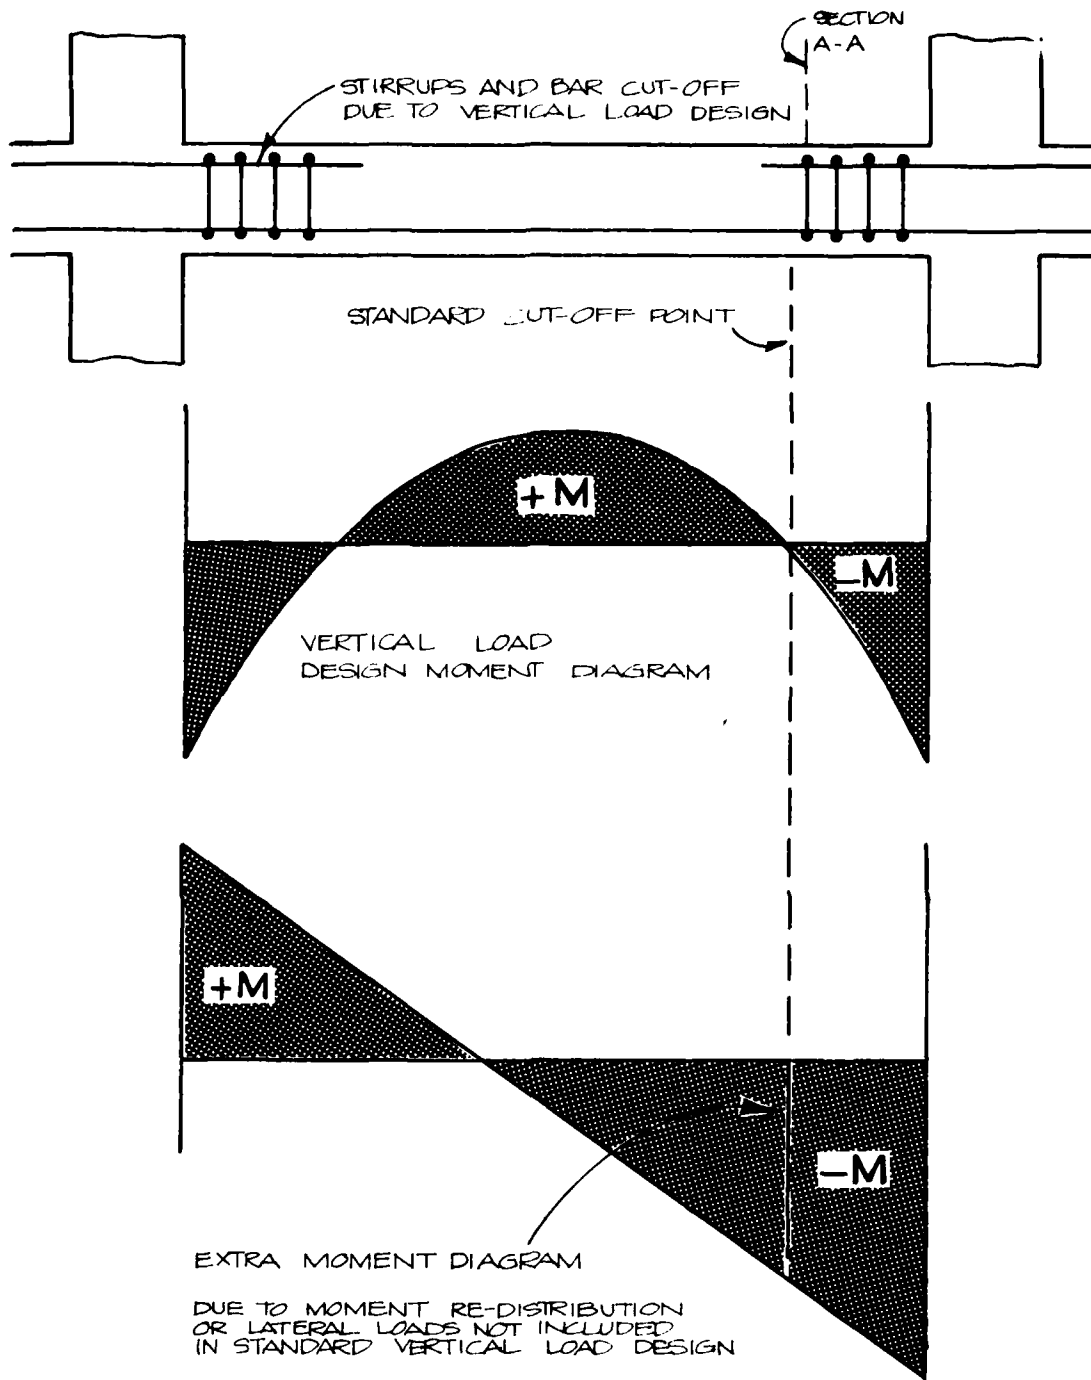 SECTION
A-A
STIRRUPS AND BAR CUT-OFF
DUE TO VERTICAL LOAD DESIGN
STANDARD CUT-OFF POINT
+M
-M
VERTICAL LOAD
DESIGN MOMENT DIAGRAM
+M
-M
EXTRA MOMENT DIAGRAM
DUE TO MOMENT RE-DISTRIBUTION
OR LATERAL LOADS NOT INCLUDED
IN STANDARD VERTICAL LOAD DESIGN